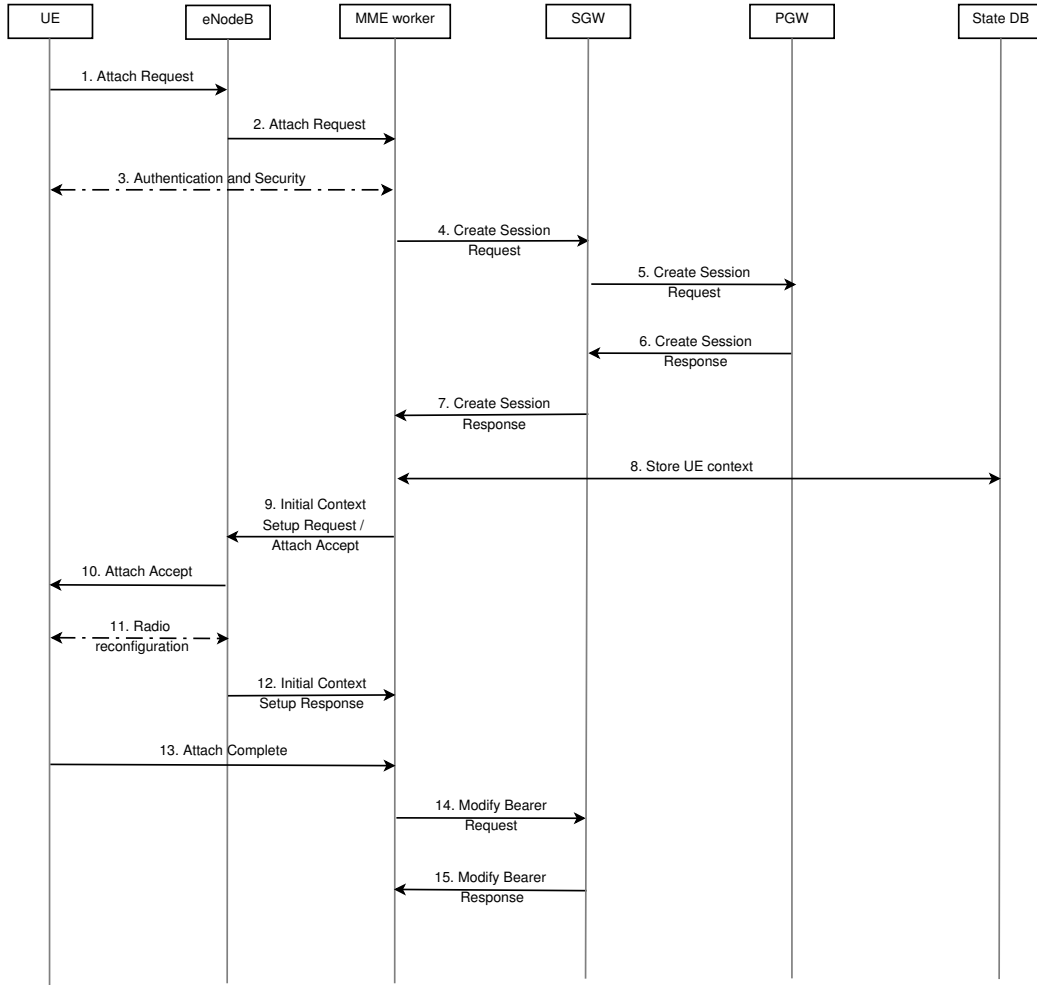 UE
eNodeB
MME worker
SGW
PGW
State DB
1. Attach Request
2. Attach Request
3. Authentication and Security
4. Create Session
Request
5. Create Session
Request
6. Create Session
Response
7. Create Session
Response
8. Store UE context
9. Initial Context
Setup Request /
Attach Accept
10. Attach Accept
11. Radio
reconfiguration
12. Initial Context
Setup Response
13. Attach Complete
14. Modify Bearer
Request
15. Modify Bearer
Response